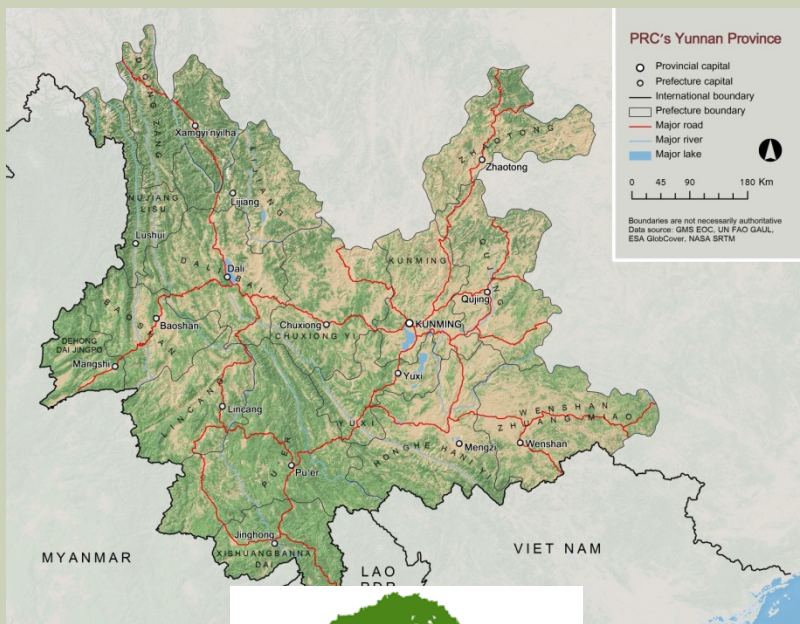 PRC's Yunnan Province
Provincial capital
Prefecture capital
International boundary
Prefecture boundary
Major road
Major river
Major lake
0 45 90 180 Km
Boundaries are not necessarily authoritative
Data source: GMS EOC, UN FAO GAUL,
ESA GlobCover, NASA SRTM
DIQING ZANG
Xamgyi'nyilha
ZHAOTONG
Zhaotong
LIJIANG
Lijiang
NUJIANG
LISU
Lushui
DALI BAI
Dali
KUNMING
QUJING
Qujing
BAOSHAN
Baoshan
Chuxiong
CHUXIONG YI
KUNMING
DEHONG
DAI JINGPO
Mangshi
Yuxi
LINCANG
Lincang
YUXI
WENSHAN
ZHUANG MIAO
Wenshan
HONGHE HANI YI
Mengzi
PU'ER
Pu'er
Jinghong
XISHUANGBANNA
DAI
MYANMAR
VIET NAM
LAO
PDR